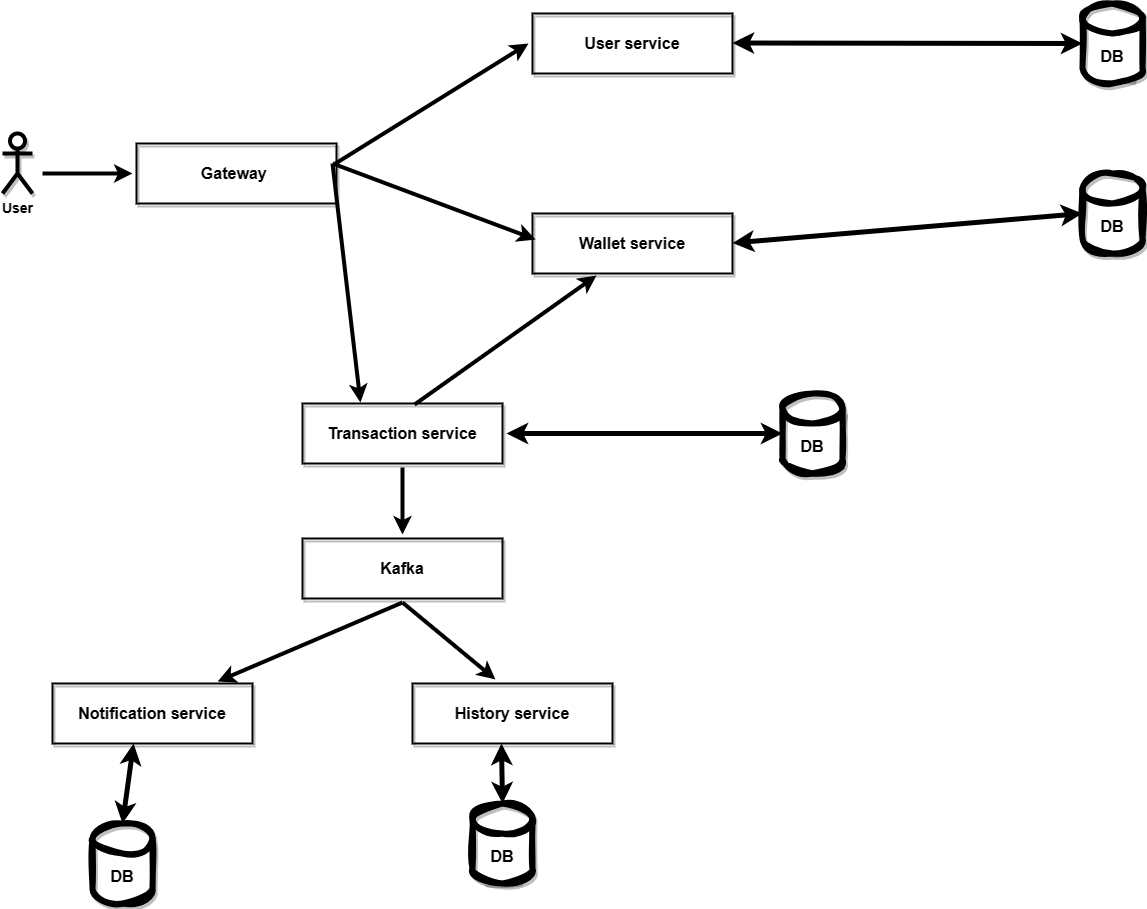 User service
DB
Gateway
User
DB
Wallet service
Transaction service
DB
Kafka
Notification service
History service
DB
DB